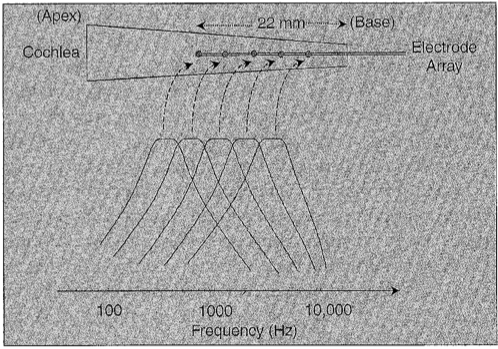 (Apex)
22 mm
(Base)
Cochlea
Electrode
Array
100
1000
10,000
Frequency (Hz)